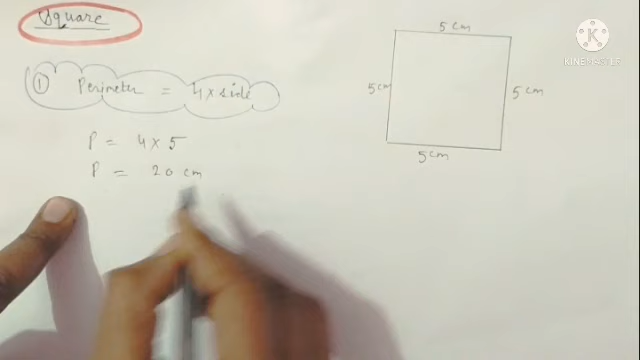 Square
5 cm
KINEMASTER
① Perimeter = 4 x side
5 cm
5 cm
P = 4 x 5
5 cm
P = 20 cm